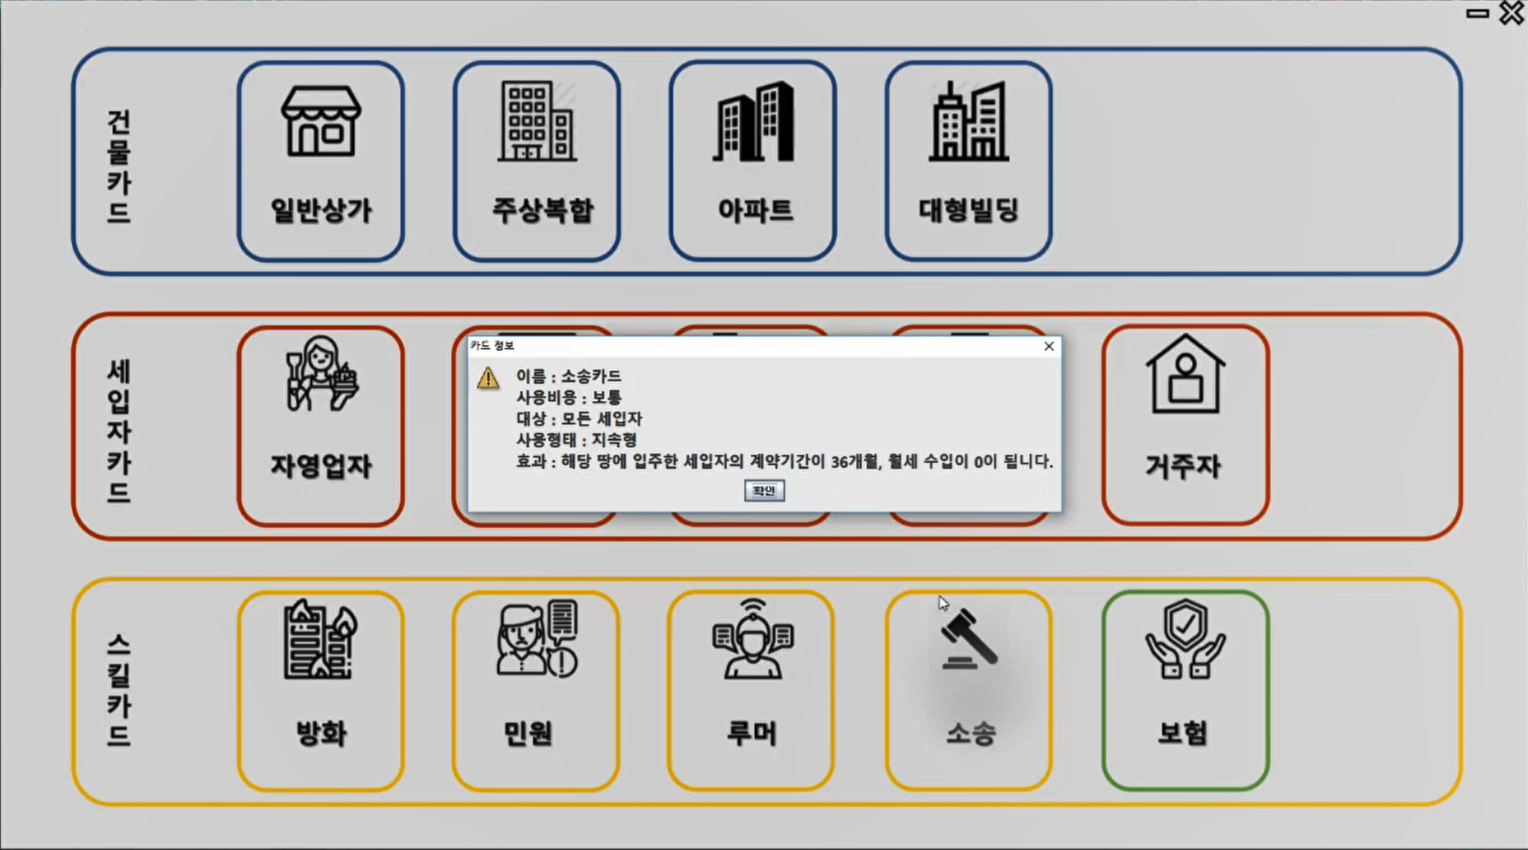 건물카드
일반상가
주상복합
아파트
대형빌딩
세입자카드
자영업자
거주자
카드 정보
이름 : 소송카드
사용비용 : 보통
대상 : 모든 세입자
사용형태 : 지속형
효과 : 해당 땅에 입주한 세입자의 계약기간이 36개월, 월세 수입이 0이 됩니다.
확인
스킬카드
방화
민원
루머
소송
보험